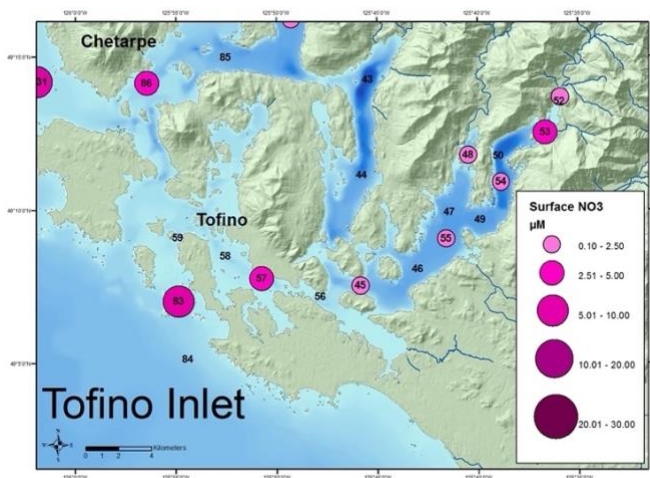 Chetarpe
85
31
86
43
52
53
48
50
44
54
Tofino
47
49
59
55
58
46
57
45
56
83
84
Tofino Inlet
Kilometers
0 1 2 4
Surface NO3
µM
0.10 - 2.50
2.51 - 5.00
5.01 - 10.00
10.01 - 20.00
20.01 - 30.00